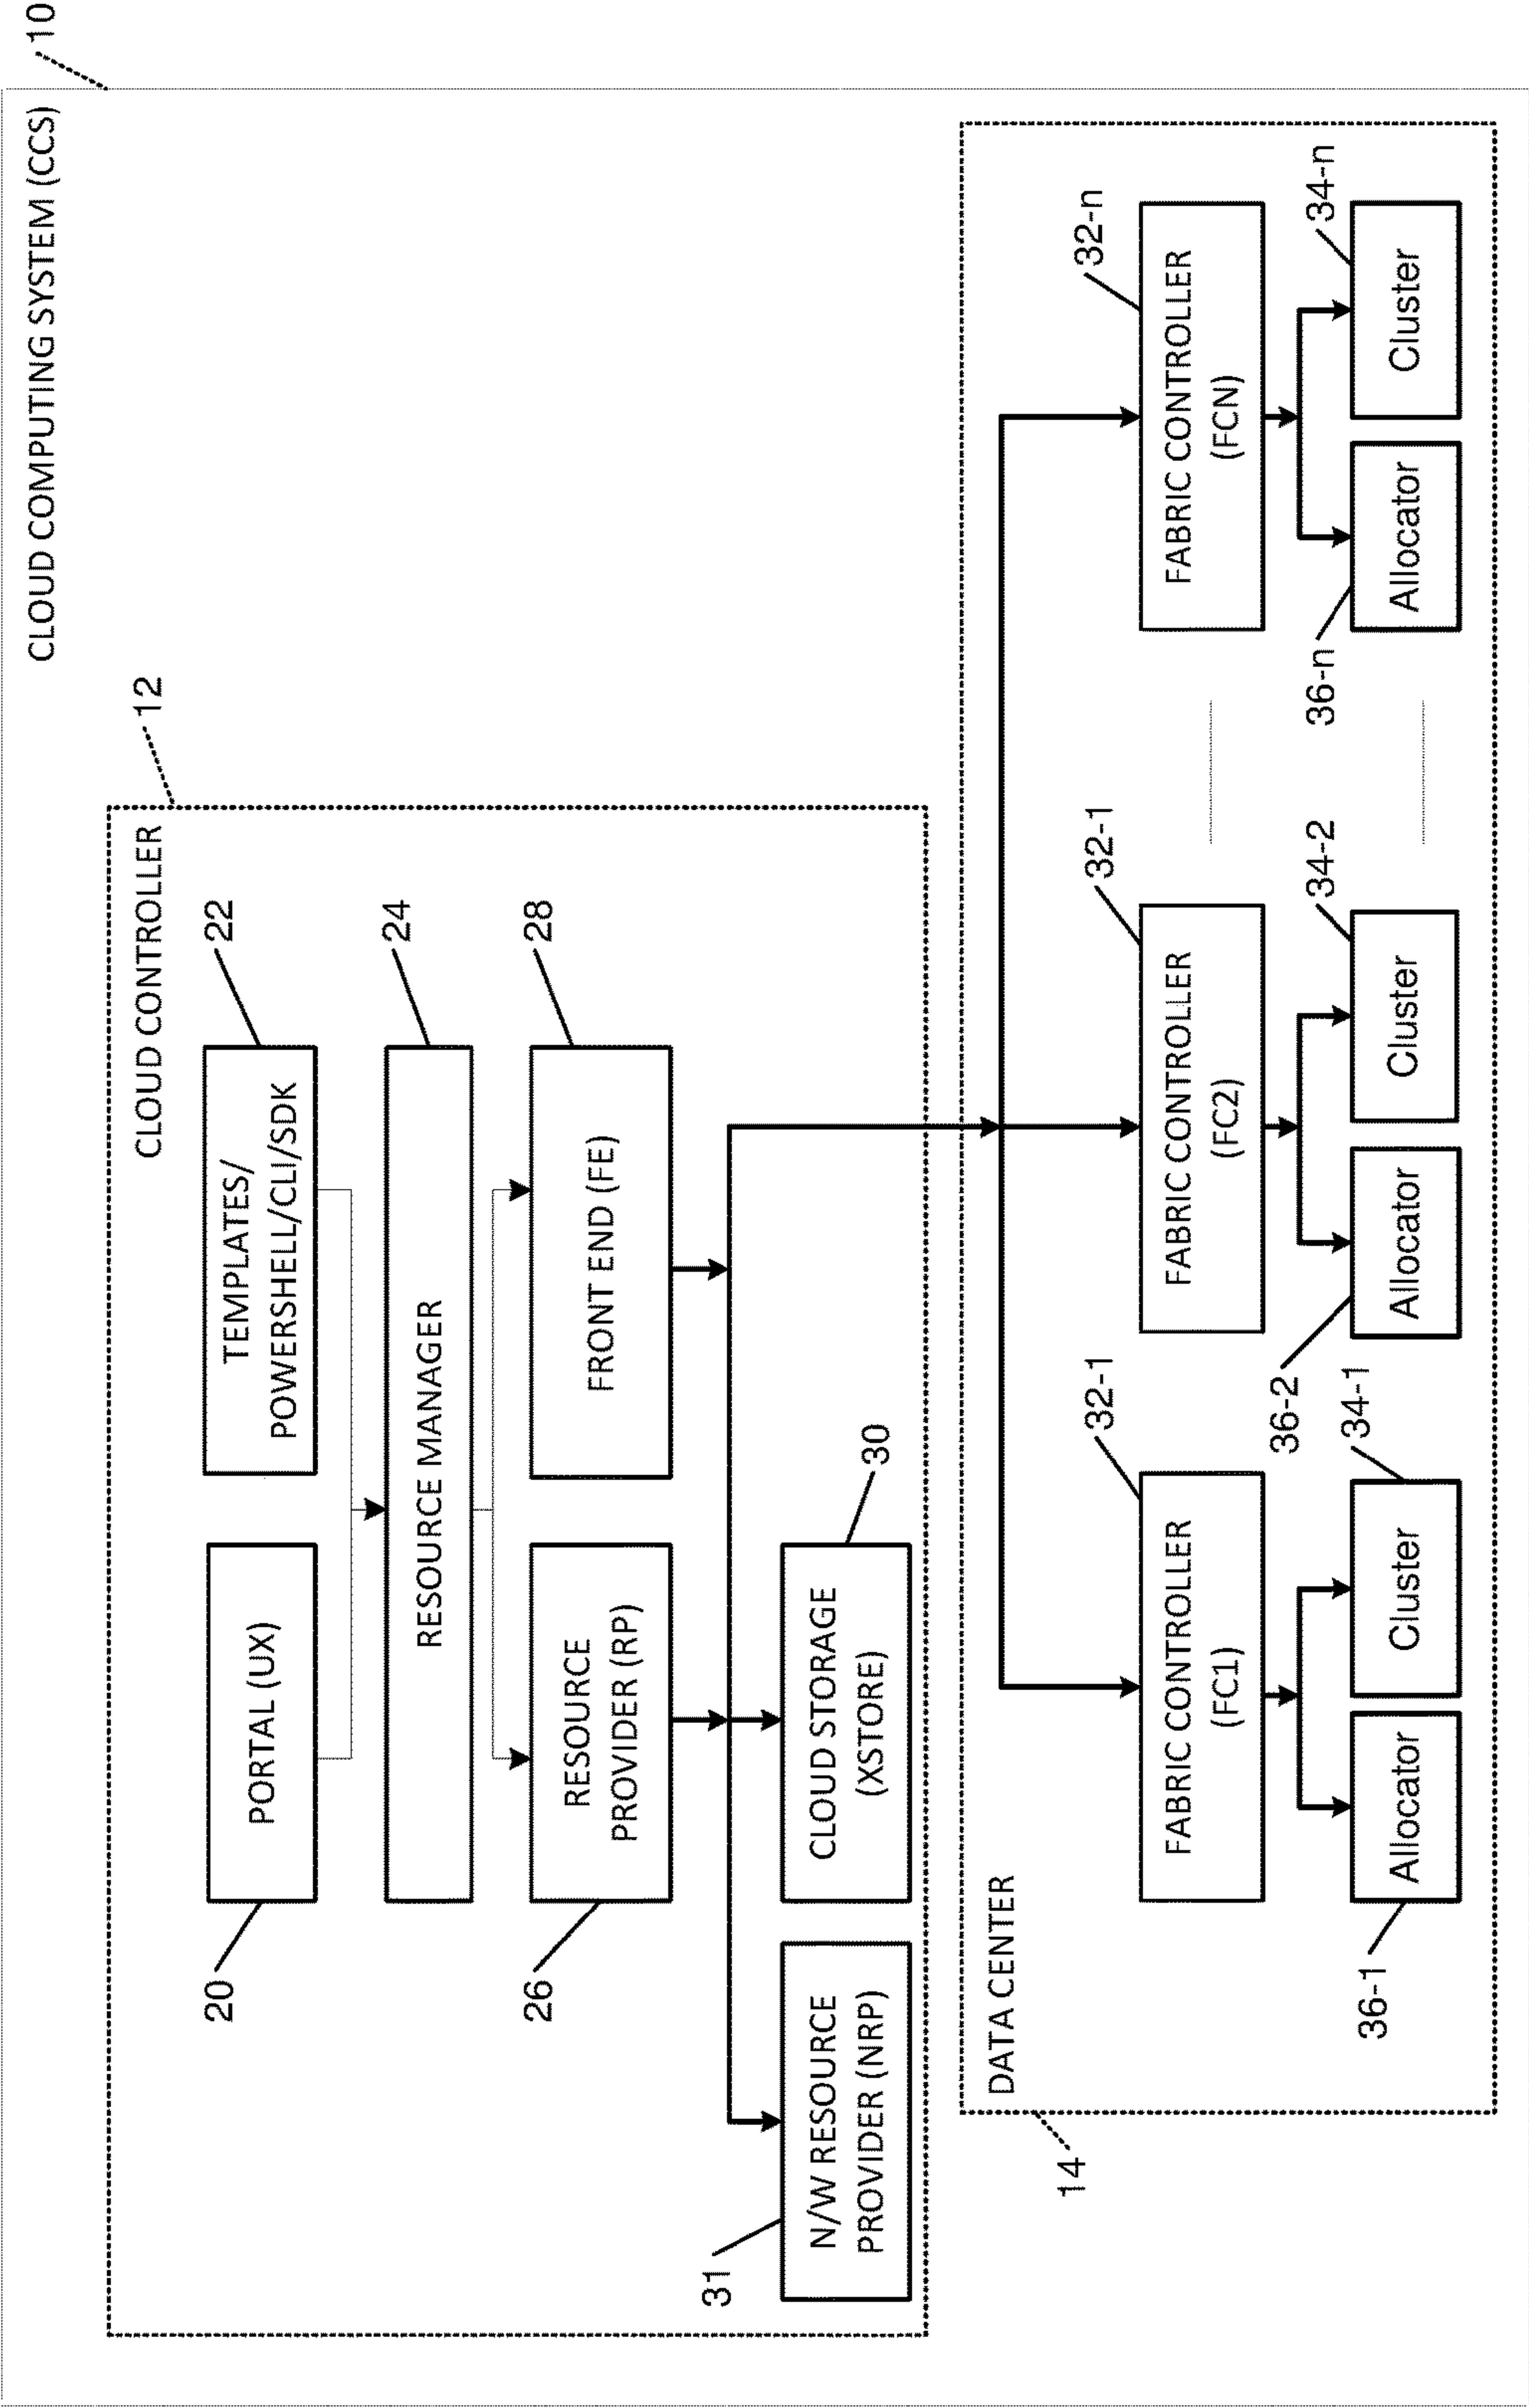 CLOUD COMPUTING SYSTEM (CCS)
10
CLOUD CONTROLLER
12
20
PORTAL (UX)
TEMPLATES/
POWERSHELL/CLI/SDK
22
RESOURCE MANAGER
24
26
RESOURCE
PROVIDER (RP)
FRONT END (FE)
28
31
N/W RESOURCE
PROVIDER (NRP)
CLOUD STORAGE
(XSTORE)
30
14
DATA CENTER
FABRIC CONTROLLER
(FC1)
32-1
FABRIC CONTROLLER
(FC2)
32-1
FABRIC CONTROLLER
(FCN)
32-n
36-1
Allocator
Cluster
34-1
36-2
Allocator
Cluster
34-2
36-n
Allocator
Cluster
34-n